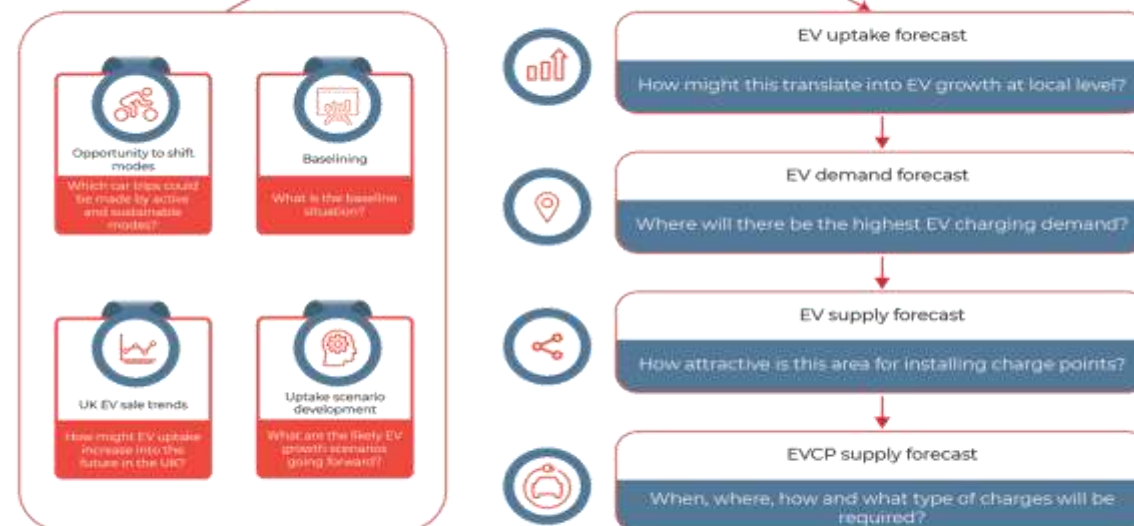 Opportunity to shift
modes
Which car trips could
be made by active
and sustainable
modes?
Baselining
What is the baseline
situation?
UK EV sale trends
How might EV uptake
increase into the
future in the UK?
Uptake scenario
development
What are the likely EV
growth scenarios
going forward?
EV uptake forecast
How might this translate into EV growth at local level?
EV demand forecast
Where will there be the highest EV charging demand?
EV supply forecast
How attractive is this area for installing charge points?
EVCP supply forecast
When, where, how and what type of charges will be
required?